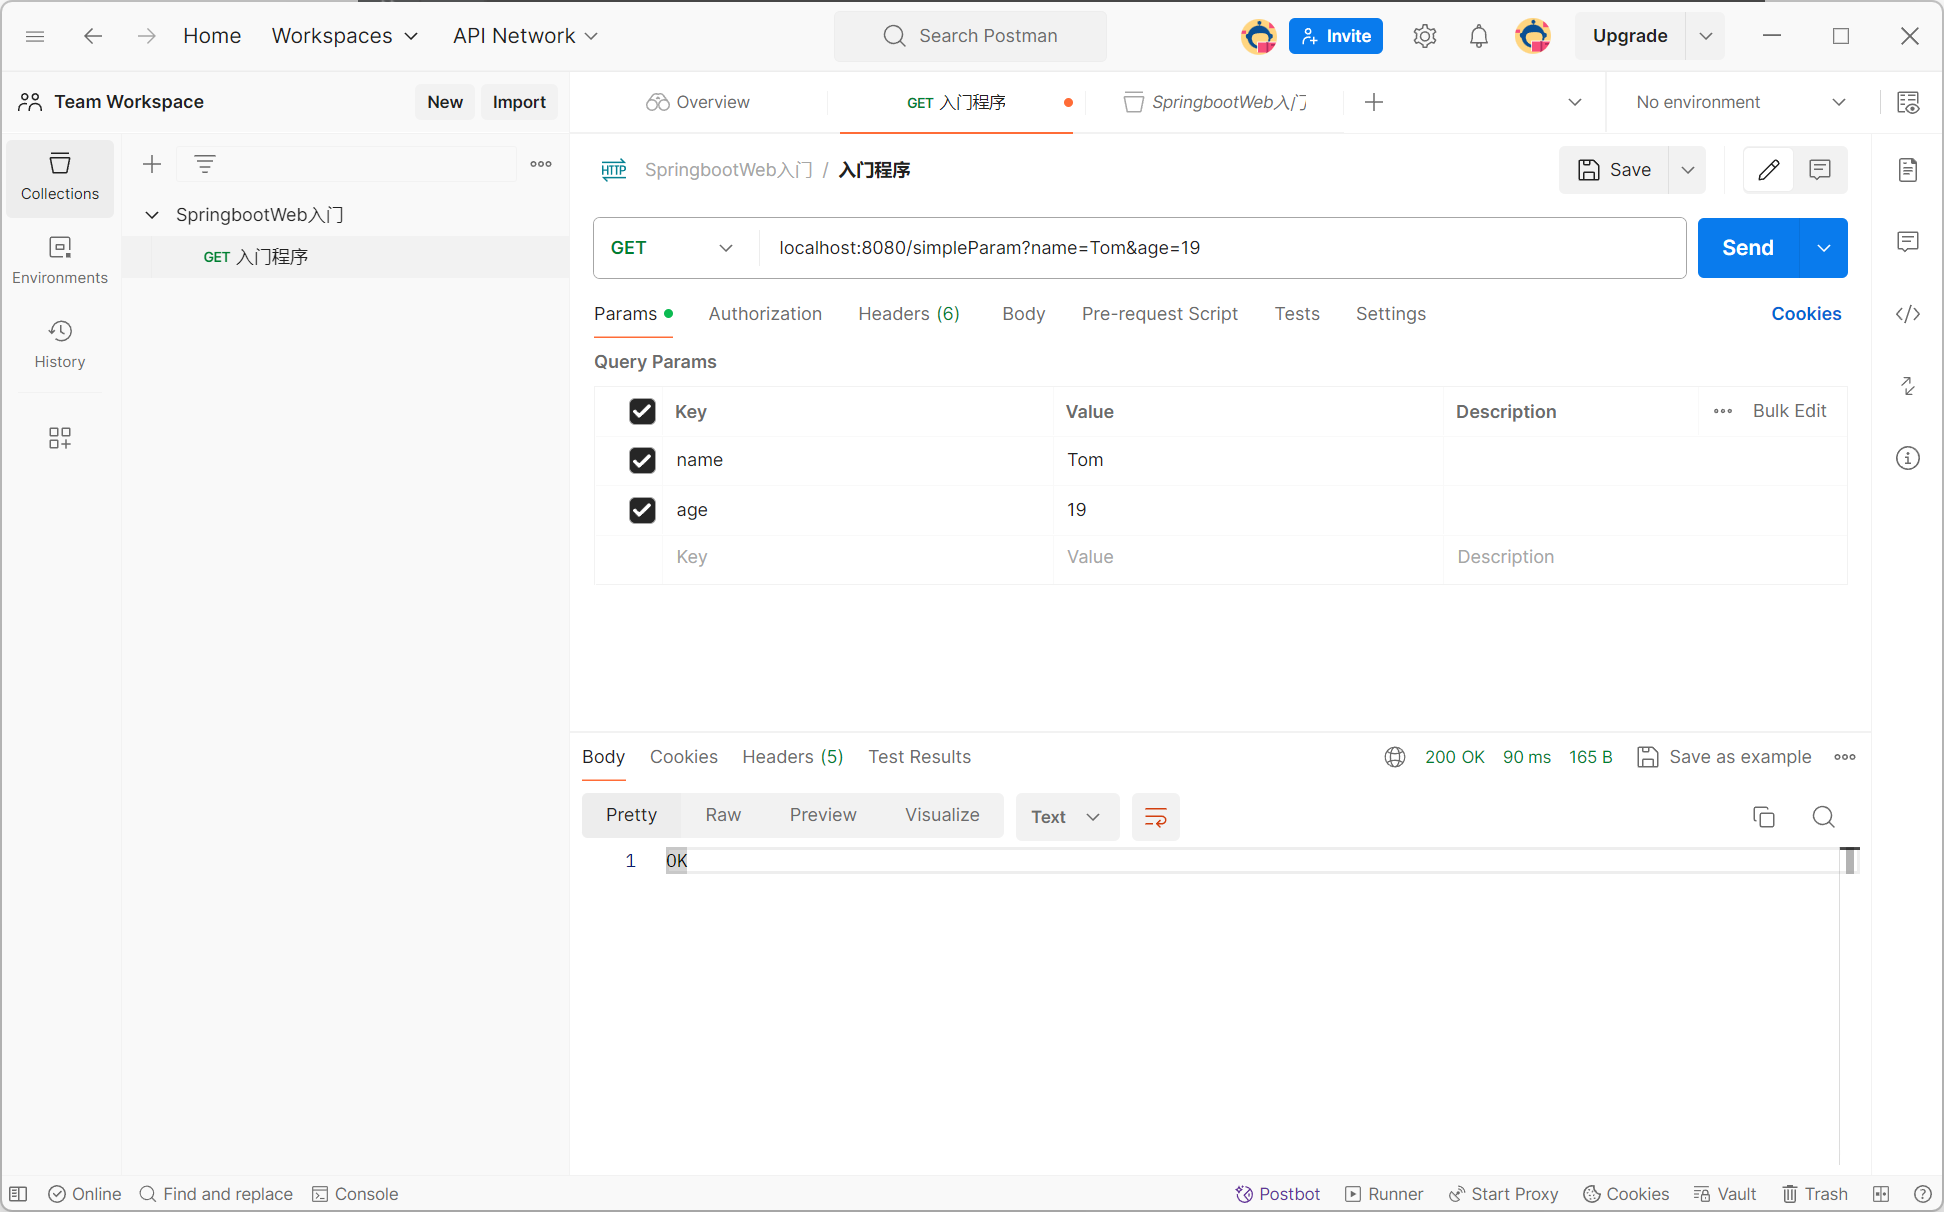 Home Workspaces API Network Search Postman Invite Upgrade
Team Workspace New Import Overview GET 入门程序 SpringbootWeb入门 No environment
Collections
Environments
History
SpringbootWeb入门
GET 入门程序
HTTP SpringbootWeb入门 / 入门程序 Save
GET localhost:8080/simpleParam?name=Tom&age=19 Send
Params Authorization Headers (6) Body Pre-request Script Tests Settings Cookies
Query Params
Key Value Description Bulk Edit
name Tom
age 19
Key Value Description
Body Cookies Headers (5) Test Results 200 OK 90 ms 165 B Save as example
Pretty Raw Preview Visualize Text
1 OK
Online Find and replace Console Postbot Runner Start Proxy Cookies Vault Trash